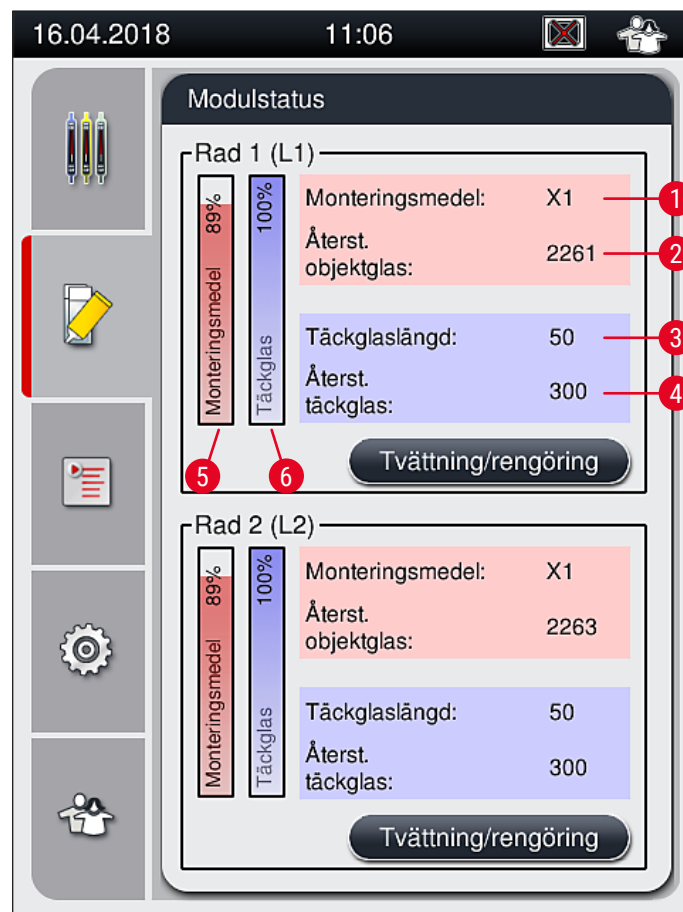 16.04.2018 11:06
Modulstatus
Rad 1 (L1)
89%
Monteringsmedel
100%
Täckglas
Monteringsmedel: X1
1
Återst.
objektglas: 2261
2
Täckglaslängd: 50
3
Återst.
täckglas: 300
4
5
6
Tvättning/rengöring
Rad 2 (L2)
89%
Monteringsmedel
100%
Täckglas
Monteringsmedel: X1
Återst.
objektglas: 2263
Täckglaslängd: 50
Återst.
täckglas: 300
Tvättning/rengöring